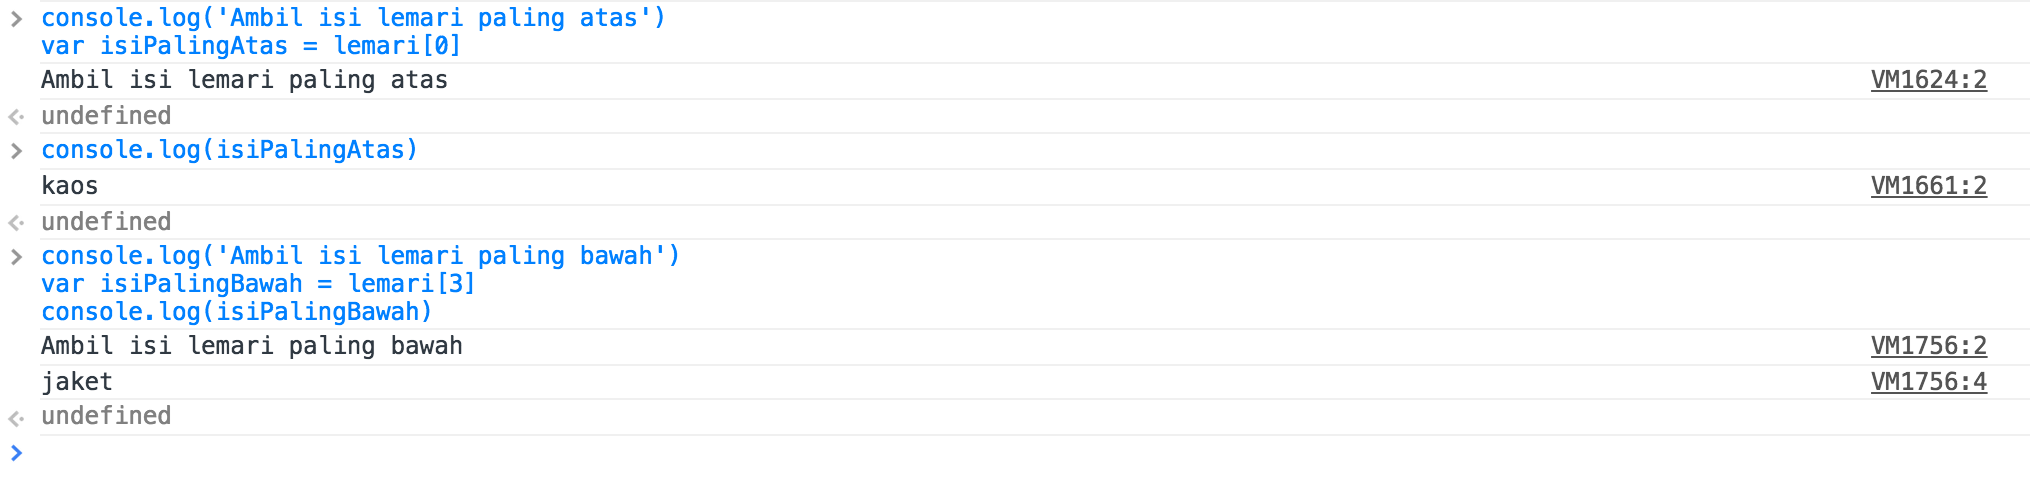 console.log('Ambil isi lemari paling atas')
var isiPalingAtas = lemari[0]
Ambil isi lemari paling atas VM1624:2
undefined
console.log(isiPalingAtas)
kaos VM1661:2
undefined
console.log('Ambil isi lemari paling bawah')
var isiPalingBawah = lemari[3]
console.log(isiPalingBawah)
Ambil isi lemari paling bawah VM1756:2
jaket VM1756:4
undefined